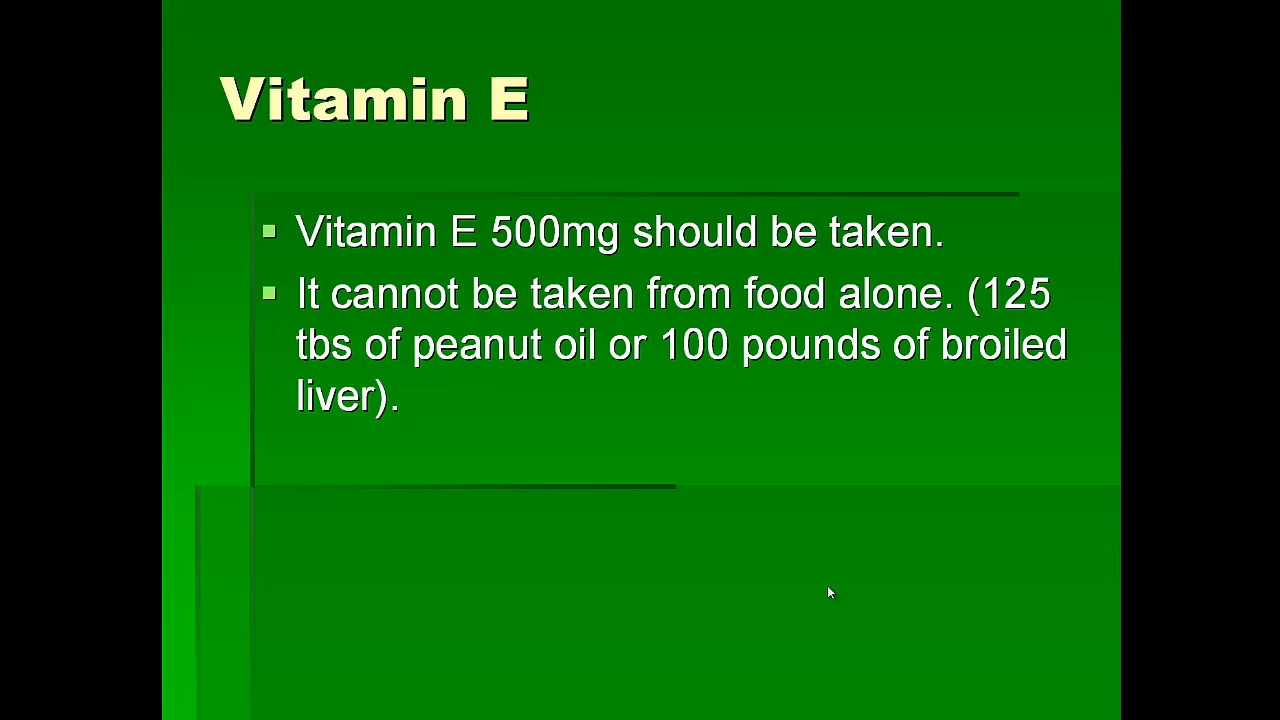 Vitamin E
Vitamin E 500mg should be taken.
It cannot be taken from food alone. (125
tbs of peanut oil or 100 pounds of broiled
liver).